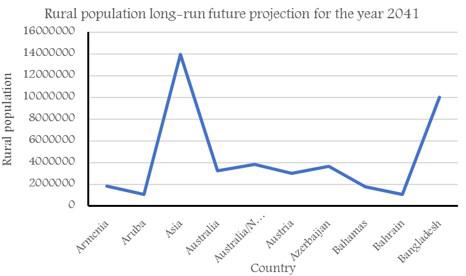 Rural population long-run future projection for the year 2041
Rural population
16000000
14000000
12000000
10000000
8000000
6000000
4000000
2000000
0
Armenia
Aruba
Asia
Australia
Australia/N…
Austria
Azerbaijan
Bahamas
Bahrain
Bangladesh
Country